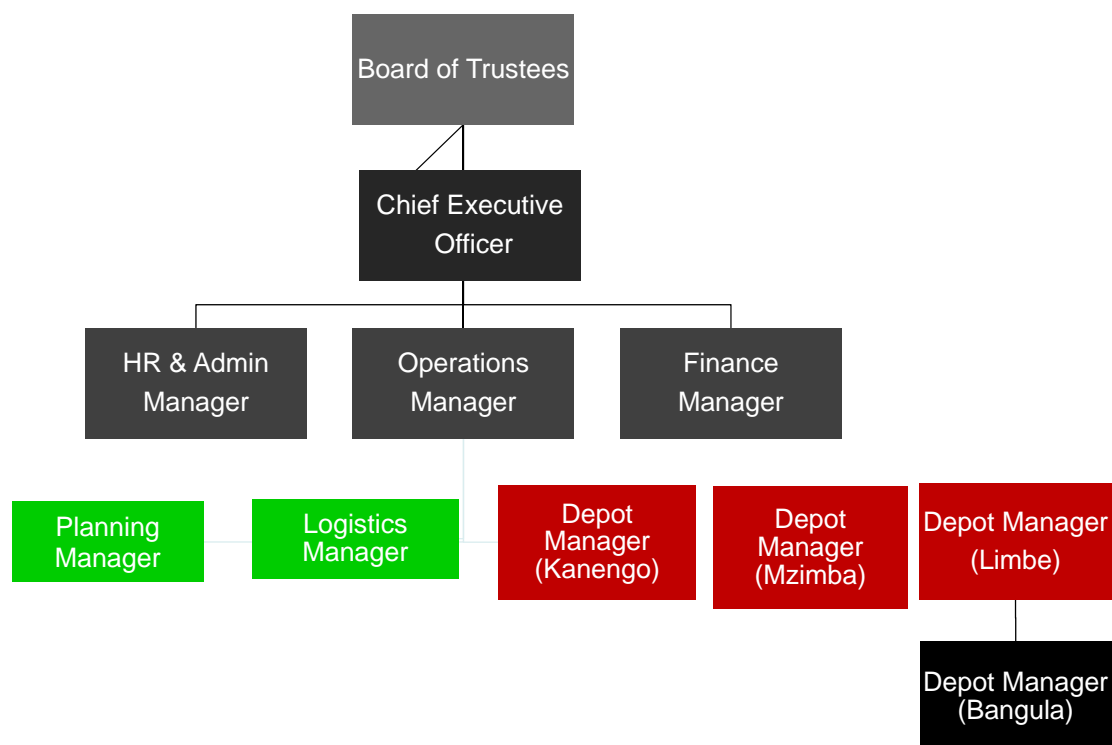 Board of Trustees
Chief Executive
Officer
HR & Admin
Manager
Operations
Manager
Finance
Manager
Planning
Manager
Logistics
Manager
Depot
Manager
(Kanengo)
Depot
Manager
(Mzimba)
Depot Manager
(Limbe)
Depot Manager
(Bangula)